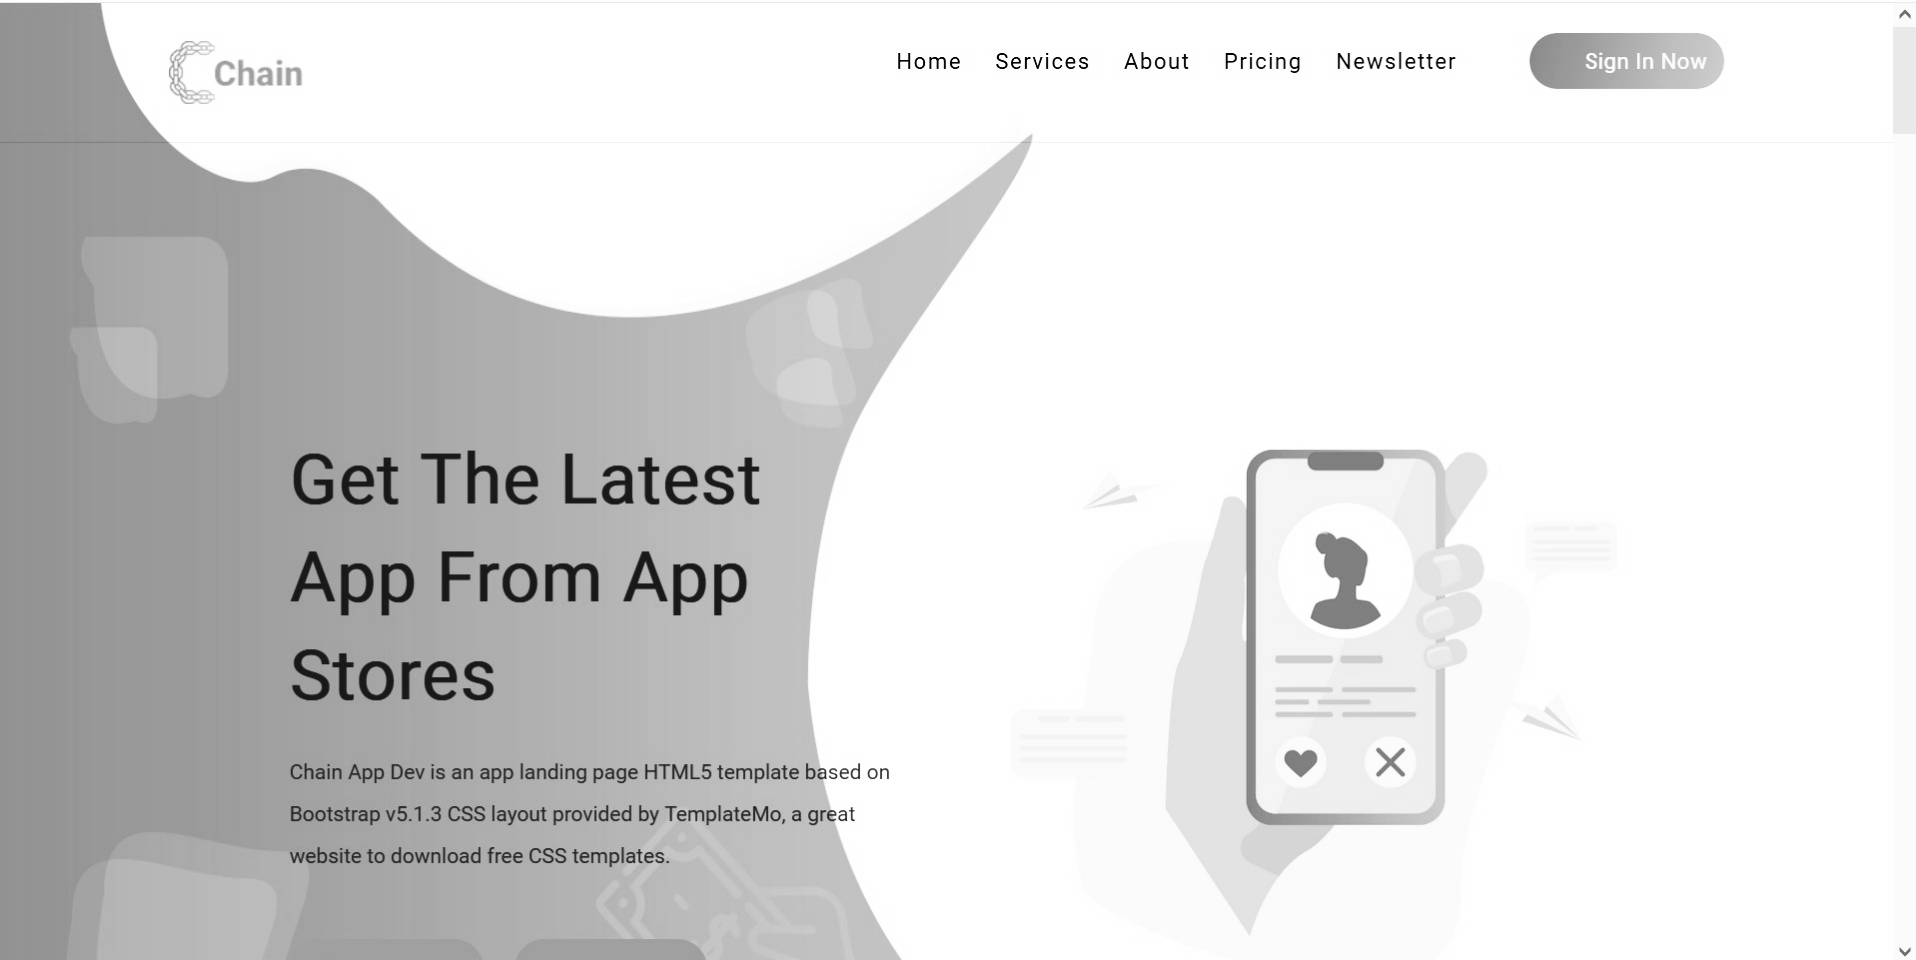 Chain
Home Services About Pricing Newsletter Sign In Now
Get The Latest
App From App
Stores
Chain App Dev is an app landing page HTML5 template based on
Bootstrap v5.1.3 CSS layout provided by TemplateMo, a great
website to download free CSS templates.